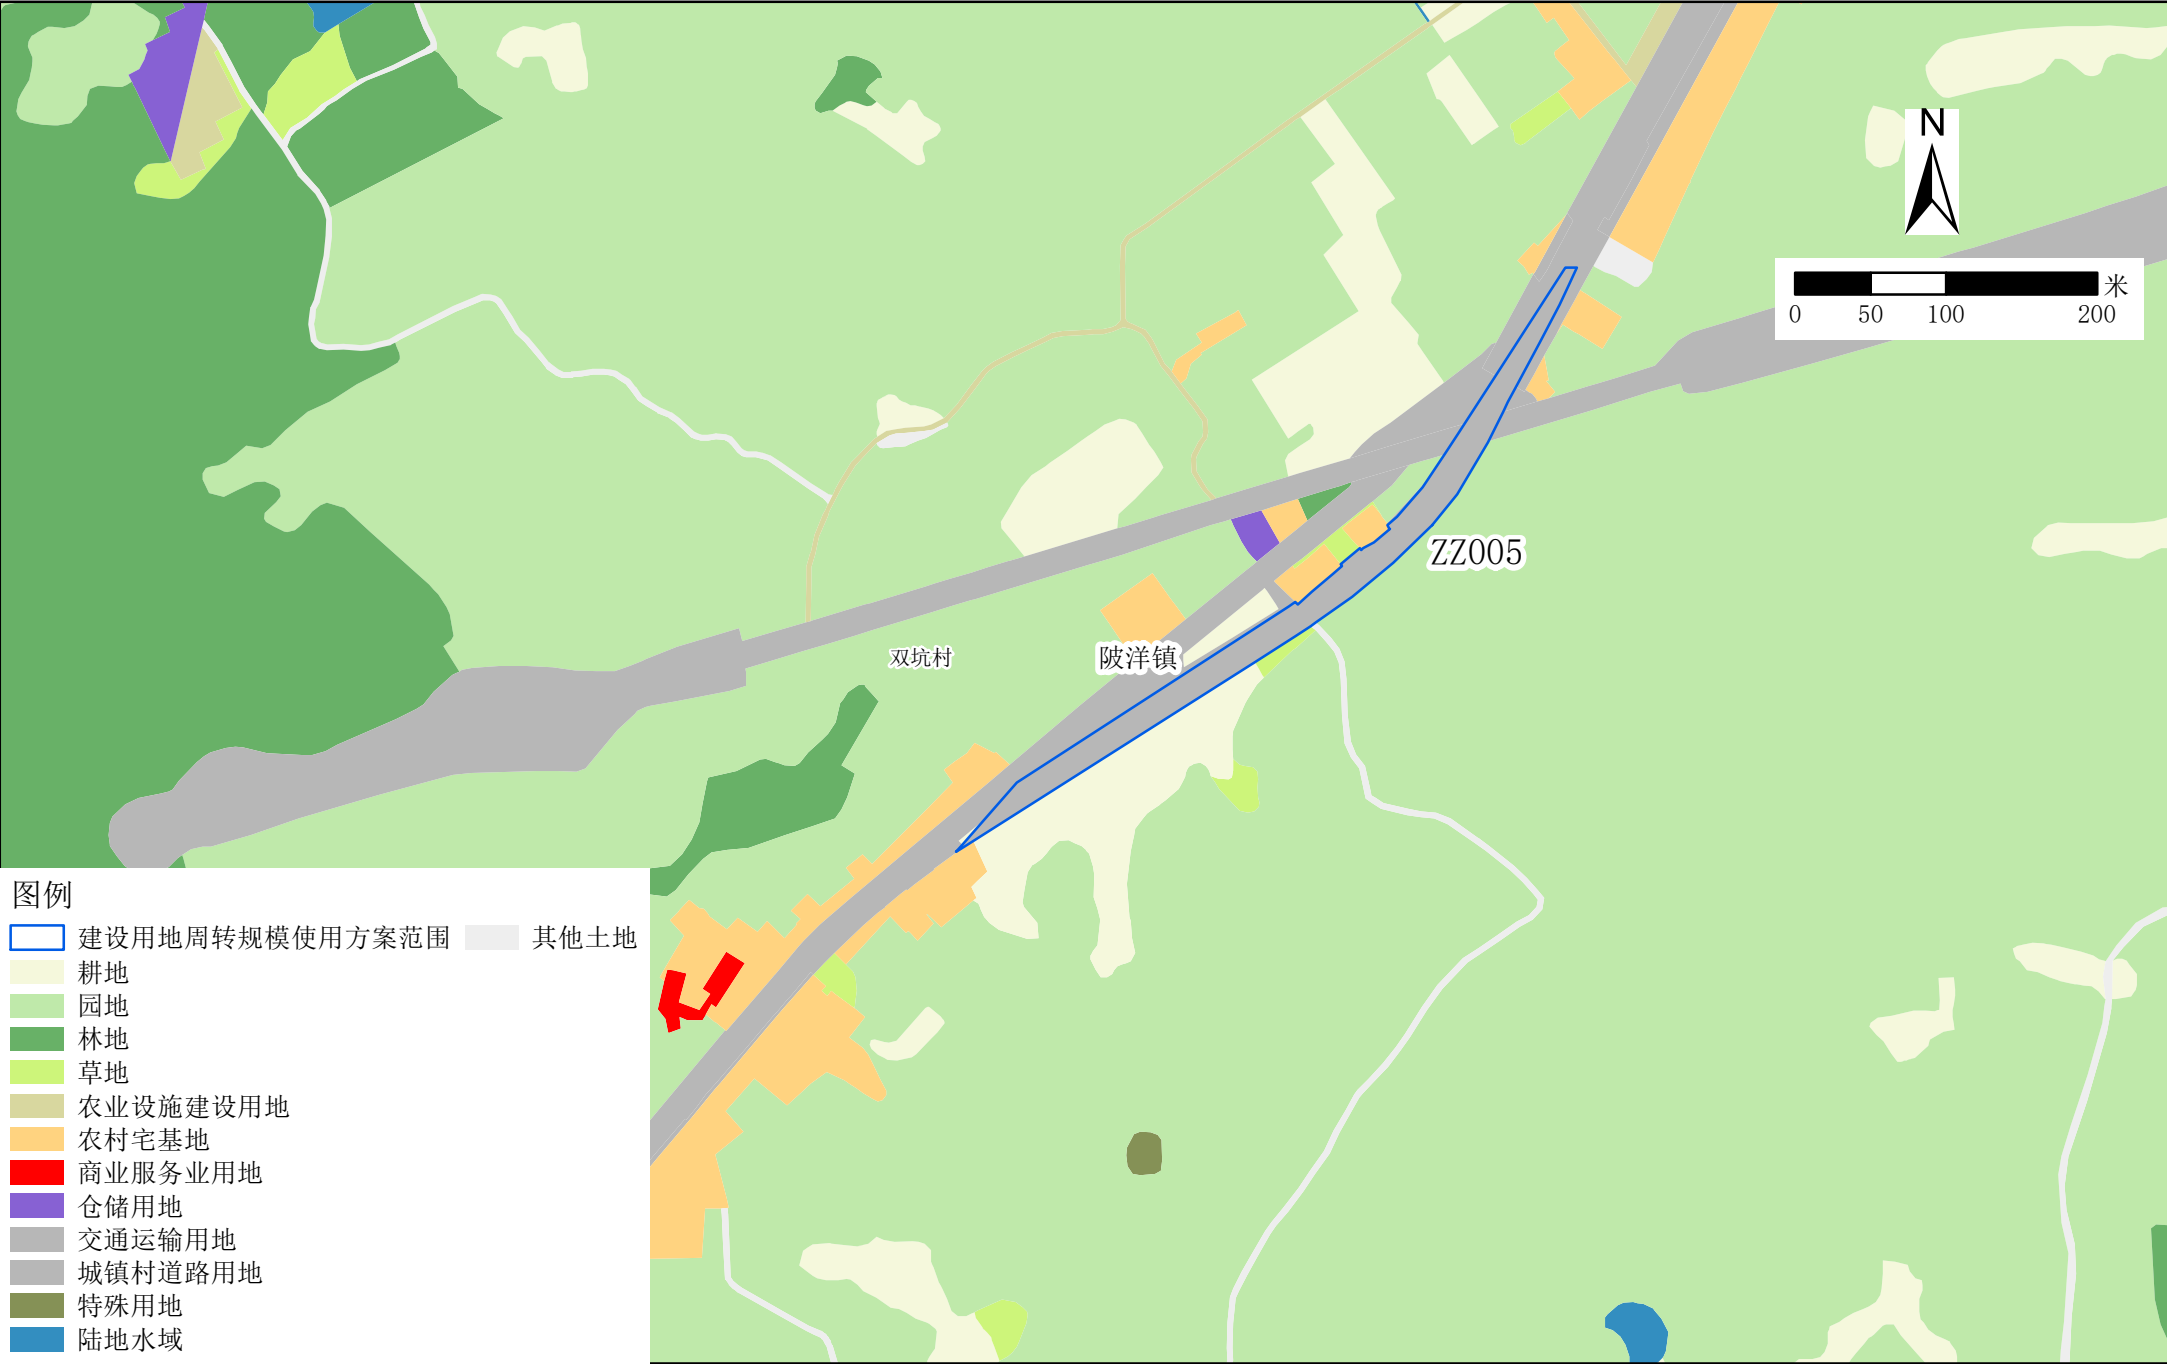 N
米
0 50 100 200
ZZ005
双坑村
陂洋镇
图例
建设用地周转规模使用方案范围 其他土地
耕地
园地
林地
草地
农业设施建设用地
农村宅基地
商业服务业用地
仓储用地
交通运输用地
城镇村道路用地
特殊用地
陆地水域